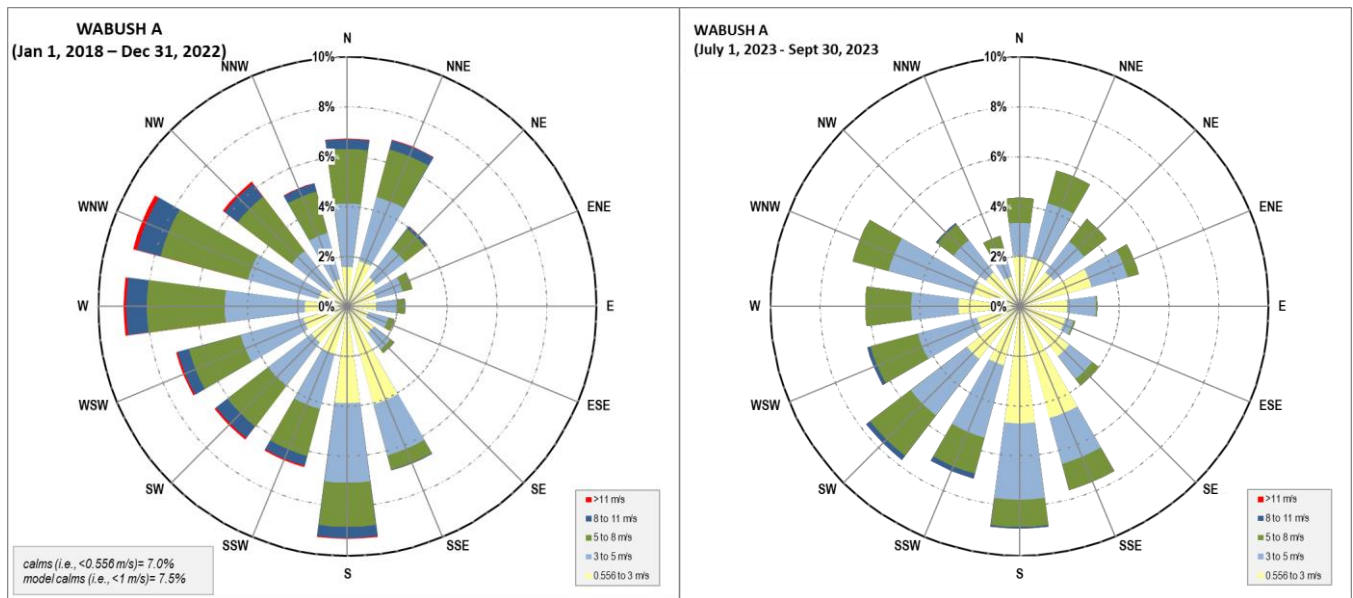 WABUSH A
(Jan 1, 2018 – Dec 31, 2022)
N
NNE
NE
ENE
E
ESE
SE
SSE
S
SSW
SW
WSW
W
WNW
NW
NNW
10%
8%
6%
4%
2%
0%
>11 m/s
8 to 11 m/s
5 to 8 m/s
3 to 5 m/s
0.556 to 3 m/s
calms (i.e., <0.556 m/s)= 7.0%
model calms (i.e., <1 m/s)= 7.5%
WABUSH A
(July 1, 2023 - Sept 30, 2023)
N
NNE
NE
ENE
E
ESE
SE
SSE
S
SSW
SW
WSW
W
WNW
NW
NNW
10%
8%
6%
4%
2%
0%
>11 m/s
8 to 11 m/s
5 to 8 m/s
3 to 5 m/s
0.556 to 3 m/s